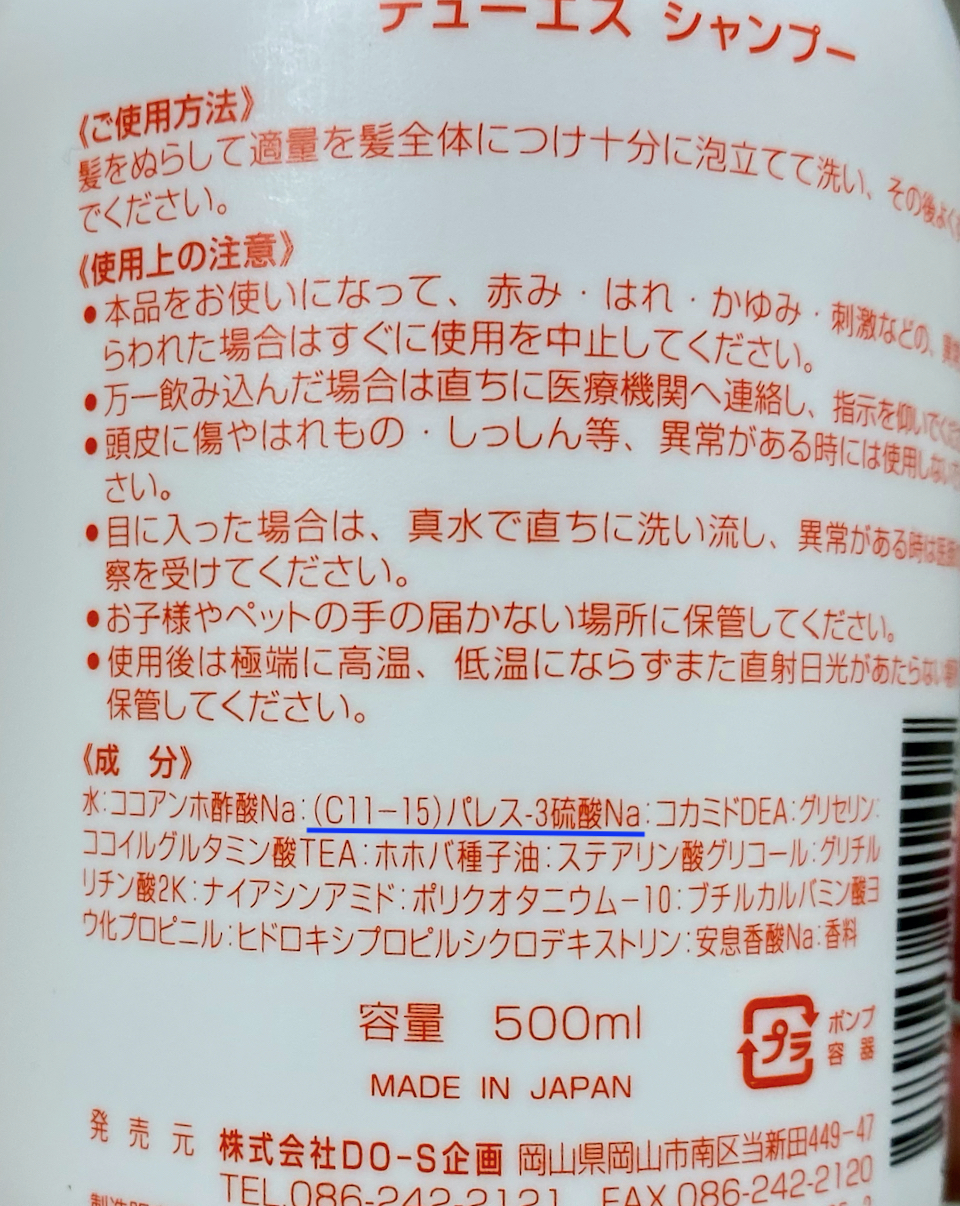 デューエス シャンプー
《ご使用方法》
髪をぬらして適量を髪全体につけ十分に泡立てて洗い、その後よく
でください。
《使用上の注意》
●本品をお使いになって、赤み・はれ・かゆみ・刺激などの、異
らわれた場合はすぐに使用を中止してください。
●万一飲み込んだ場合は直ちに医療機関へ連絡し、指示を仰いでくだ
●頭皮に傷やはれもの・しっしん等、異常がある時には使用しない
さい。
●目に入った場合は、真水で直ちに洗い流し、異常がある時は医
察を受けてください。
●お子様やペットの手の届かない場所に保管してください。
●使用後は極端に高温、低温にならずまた直射日光があたらない
保管してください。
《成 分》
水:ココアンホ酢酸Na:(C11-15)パレス-3硫酸Na:コカミドDEA:グリセリン:
ココイルグルタミン酸TEA:ホホバ種子油:ステアリン酸グリコール:グリチル
リチン酸2K:ナイアシンアミド:ポリクオタニウム-10:ブチルカルバミン酸ヨ
ウ化プロピニル:ヒドロキシプロピルシクロデキストリン:安息香酸Na:香料
容量 500ml
プラ
ポンプ
容器
MADE IN JAPAN
発売元 株式会社DO-S企画 岡山県岡山市南区当新田449-47
TEL.086-242-2121 FAX.086-242-2120